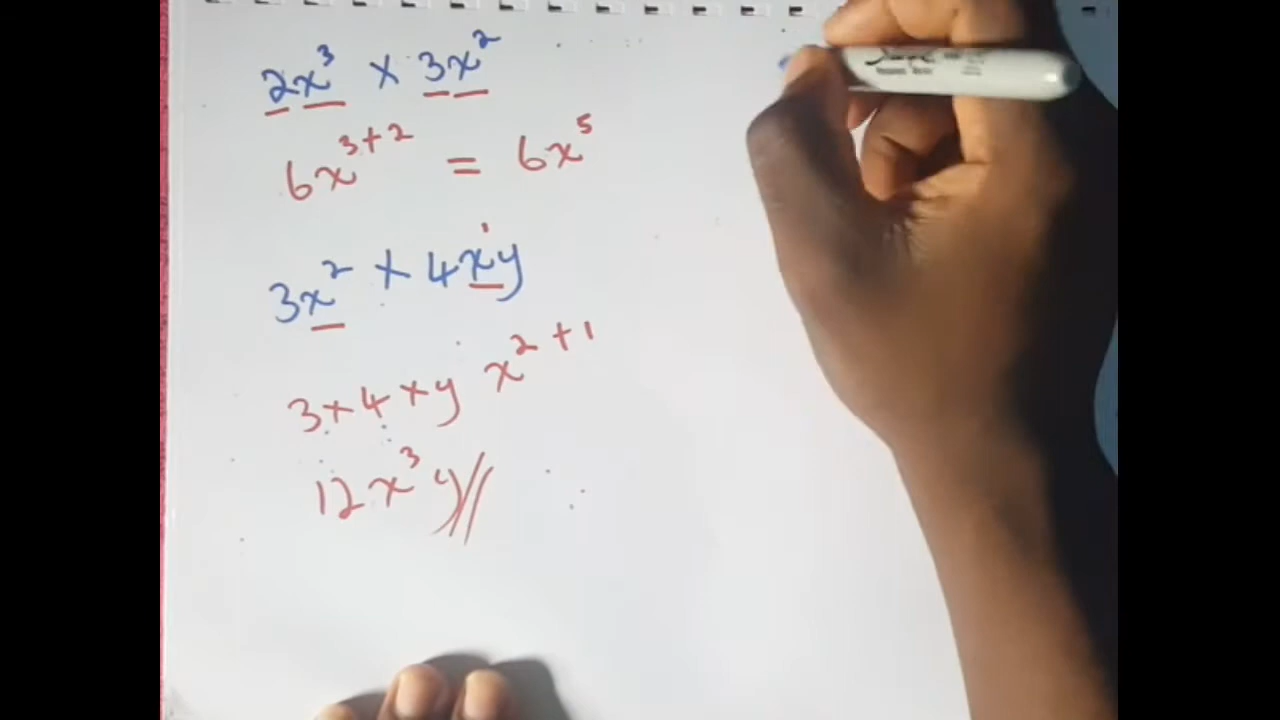 2x³ × 3x²
6x³⁺² = 6x⁵
3x² × 4x¹y
3×4×y x²⁺¹
12x³y//